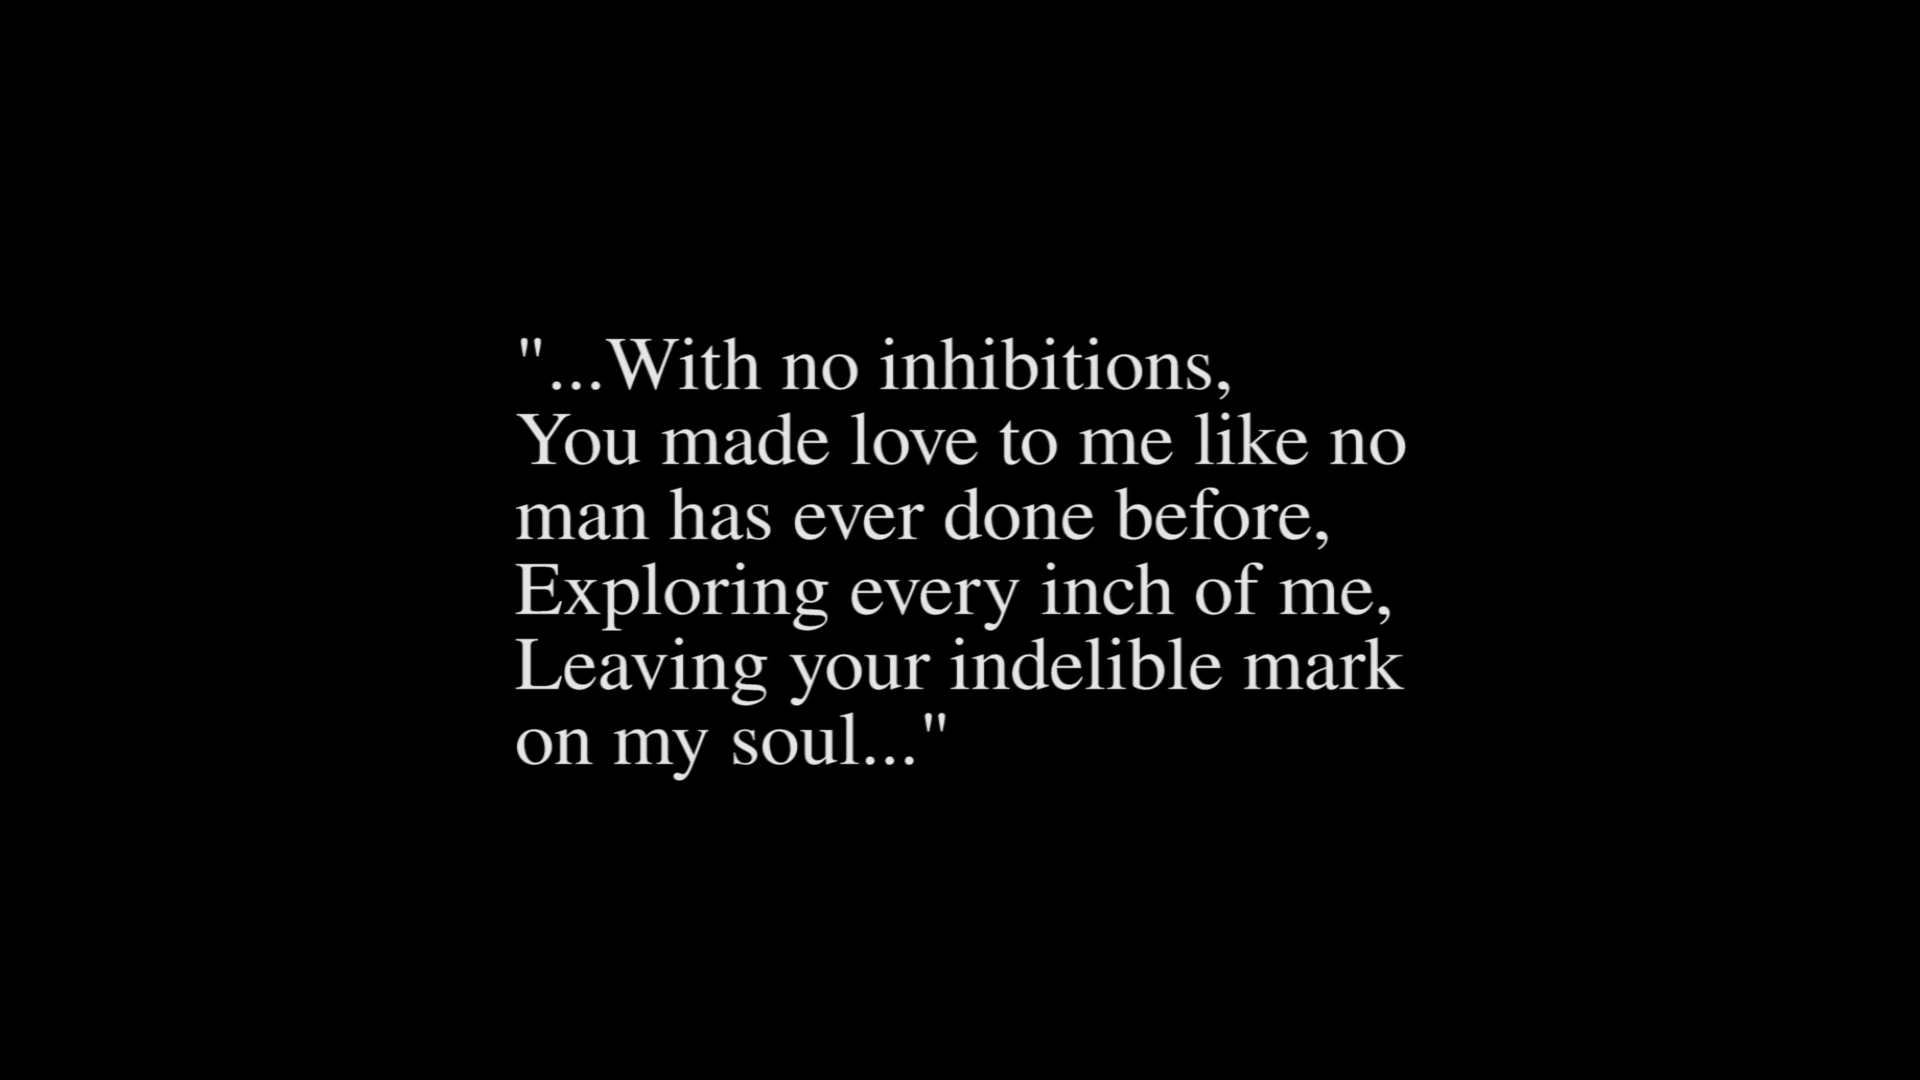 "...With no inhibitions,
You made love to me like no
man has ever done before,
Exploring every inch of me,
Leaving your indelible mark
on my soul..."